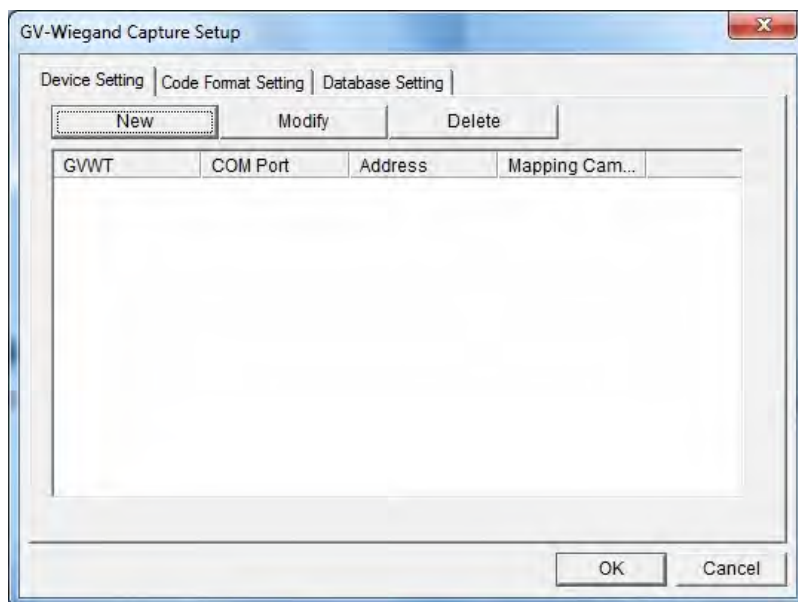 GV-Wiegand Capture Setup
Device Setting Code Format Setting Database Setting
New Modify Delete
GVWT COM Port Address Mapping Cam...
OK Cancel